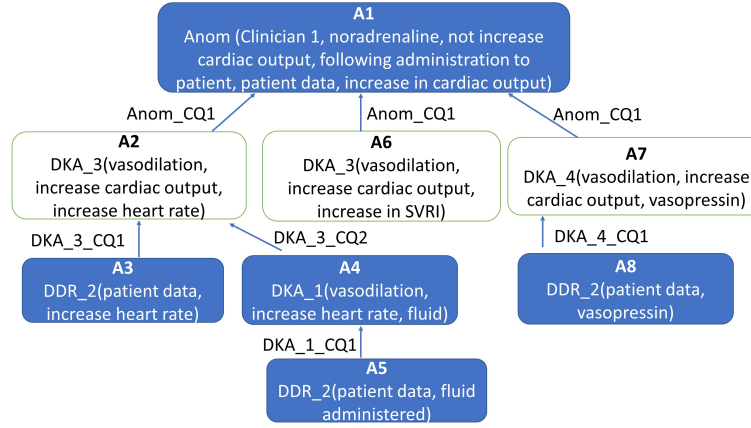 A1
Anom (Clinician 1, noradrenaline, not increase
cardiac output, following administration to
patient, patient data, increase in cardiac output)
Anom_CQ1
Anom_CQ1
Anom_CQ1
A2
DKA_3(vasodilation,
increase cardiac output,
increase heart rate)
A6
DKA_3(vasodilation,
increase cardiac output,
increase in SVRI)
A7
DKA_4(vasodilation, increase
cardiac output, vasopressin)
DKA_3_CQ1
DKA_3_CQ2
DKA_4_CQ1
A3
DDR_2(patient data,
increase heart rate)
A4
DKA_1(vasodilation,
increase heart rate, fluid)
A8
DDR_2(patient data,
vasopressin)
DKA_1_CQ1
A5
DDR_2(patient data, fluid
administered)